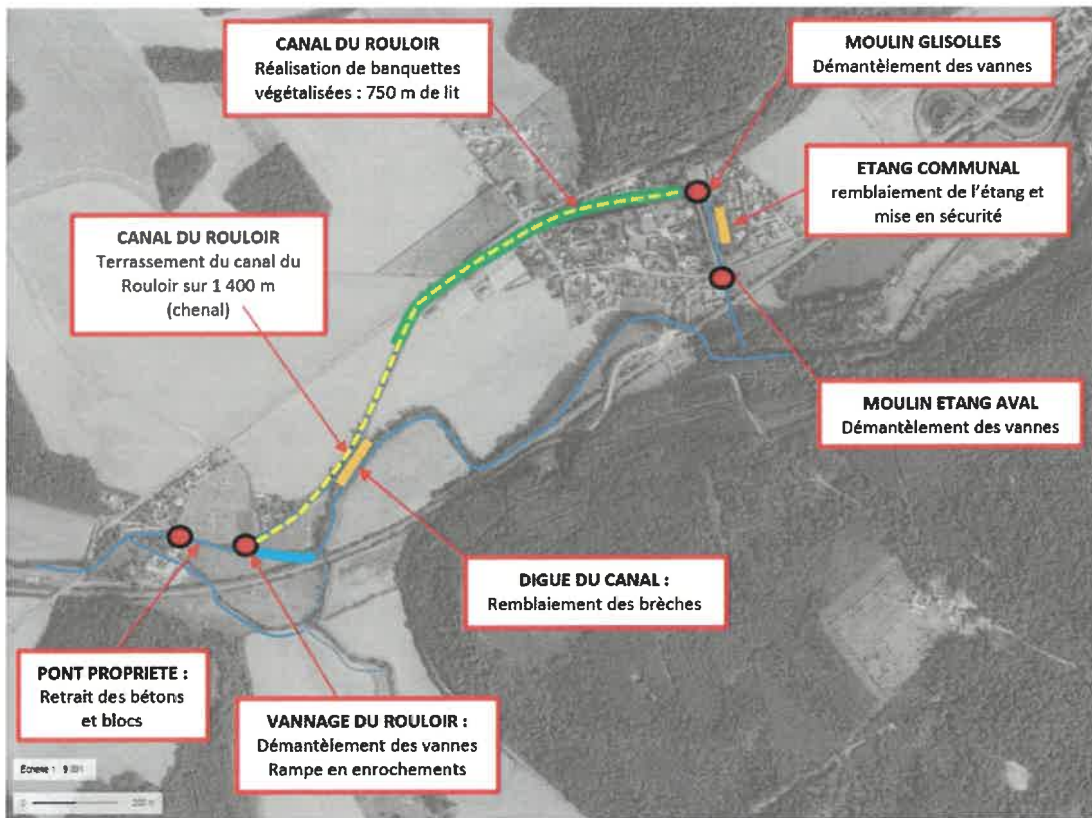 CANAL DU ROULOIR
Réalisation de banquettes
végétalisées : 750 m de lit
MOULIN GLISOLLES
Démantèlement des vannes
ETANG COMMUNAL
remblaiement de l'étang et
mise en sécurité
CANAL DU ROULOIR
Terrassement du canal du
Rouloir sur 1 400 m
(chenal)
MOULIN ETANG AVAL
Démantèlement des vannes
DIGUE DU CANAL :
Remblaiement des brèches
PONT PROPRIETE :
Retrait des bétons
et blocs
VANNAGE DU ROULOIR :
Démantèlement des vannes
Rampe en enrochements
0